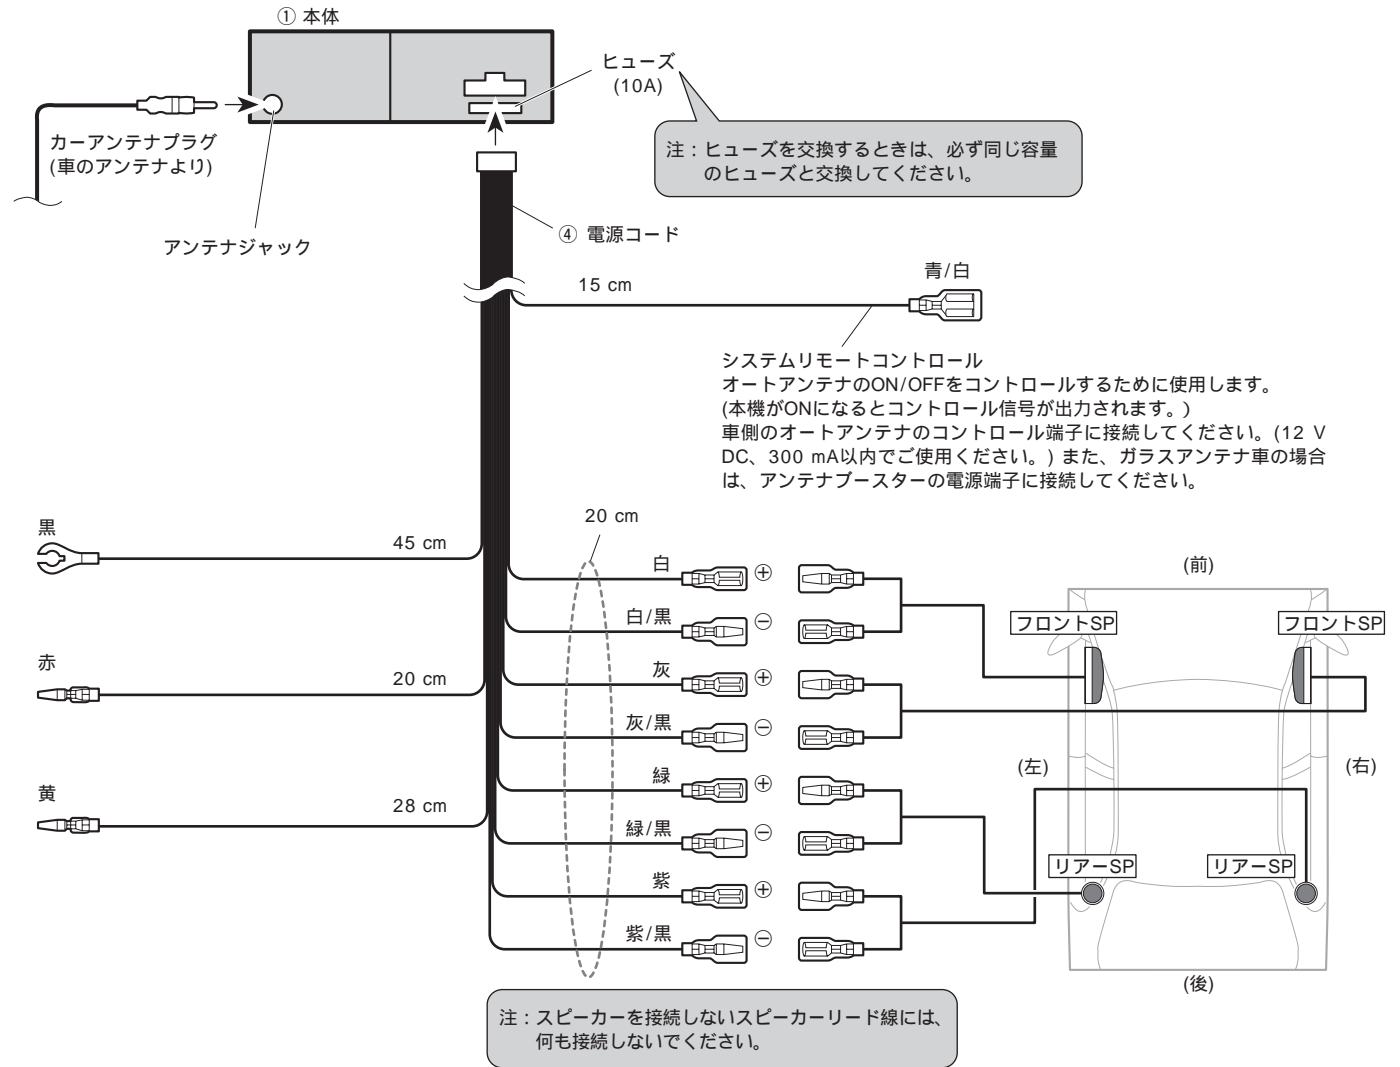 ① 本体
ヒューズ
(10A)
カーアンテナプラグ
(車のアンテナより)
注：ヒューズを交換するときは、必ず同じ容量
のヒューズと交換してください。
④ 電源コード
アンテナジャック
青/白
15 cm
システムリモートコントロール
オートアンテナのON/OFFをコントロールするために使用します。
(本機がONになるとコントロール信号が出力されます。)
車側のオートアンテナのコントロール端子に接続してください。(12 V
DC、300 mA以内でご使用ください。) また、ガラスアンテナ車の場合
は、アンテナブースターの電源端子に接続してください。
黒
45 cm
20 cm
赤
20 cm
黄
28 cm
白 ⊕
白/黒 ⊖
灰 ⊕
灰/黒 ⊖
緑 ⊕
緑/黒 ⊖
紫 ⊕
紫/黒 ⊖
(前)
フロントSP
フロントSP
(左)
(右)
リアーSP
リアーSP
(後)
注：スピーカーを接続しないスピーカーリード線には、
何も接続しないでください。